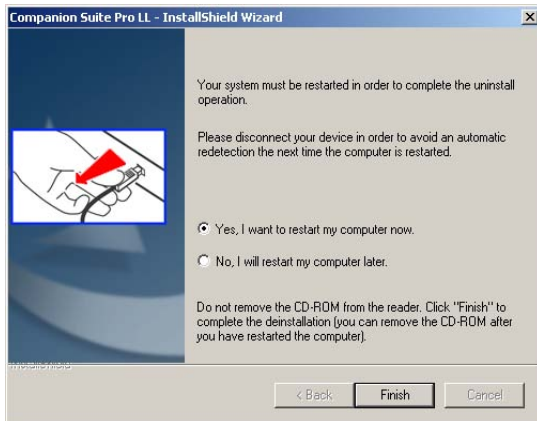 Companion Suite Pro LL - InstallShield Wizard
Your system must be restarted in order to complete the uninstall
operation.
Please disconnect your device in order to avoid an automatic
redetection the next time the computer is restarted.
Yes, I want to restart my computer now.
No, I will restart my computer later.
Do not remove the CD-ROM from the reader. Click "Finish" to
complete the deinstallation (you can remove the CD-ROM after
you have restarted the computer).
InstallShield
< Back
Finish
Cancel